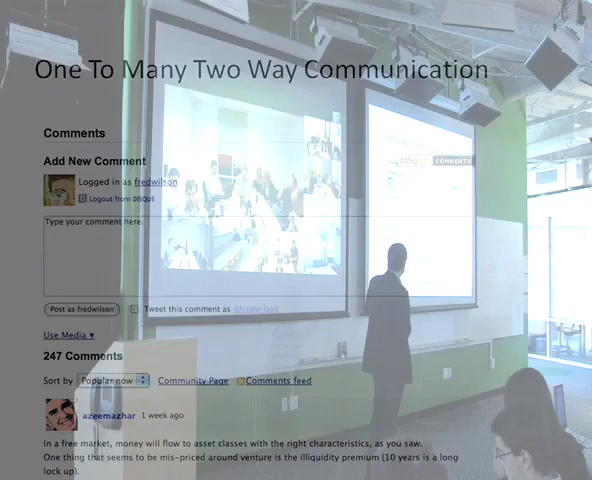 One To Many Two Way Communication
Comments
Add New Comment
Logged in as fredwilson
Logout from DISQUS
Type your comment here.
DISQUS COMMENTS
Post as fredwilson
Tweet this comment as @fredwilson
Use Media ▾
247 Comments
Sort by Popular now Community Page Comments feed
azeemazhar 1 week ago
In a free market, money will flow to asset classes with the right characteristics, as you saw.
One thing that seems to be mis-priced around venture is the illiquidity premium (10 years is a long
lock up).